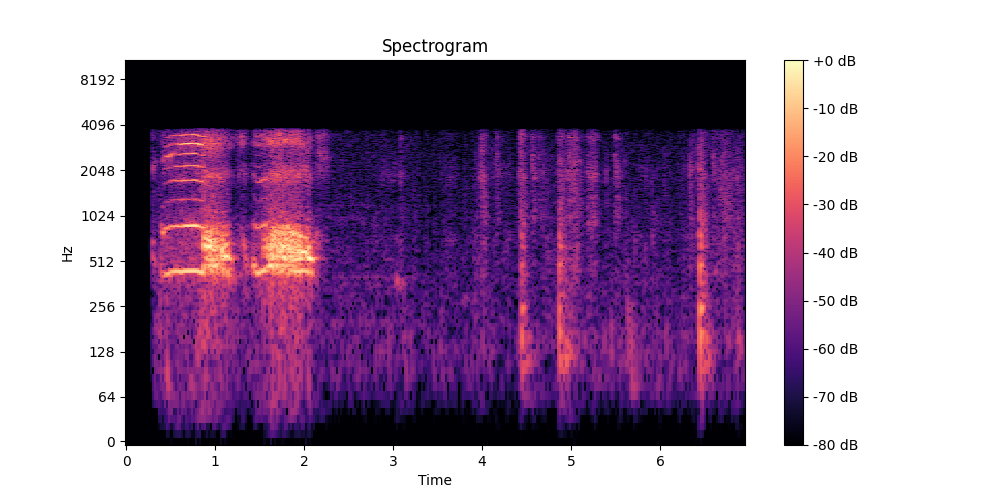 Spectrogram
8192
4096
2048
1024
512
256
128
64
0
Hz
0 1 2 3 4 5 6
Time
+0 dB
-10 dB
-20 dB
-30 dB
-40 dB
-50 dB
-60 dB
-70 dB
-80 dB